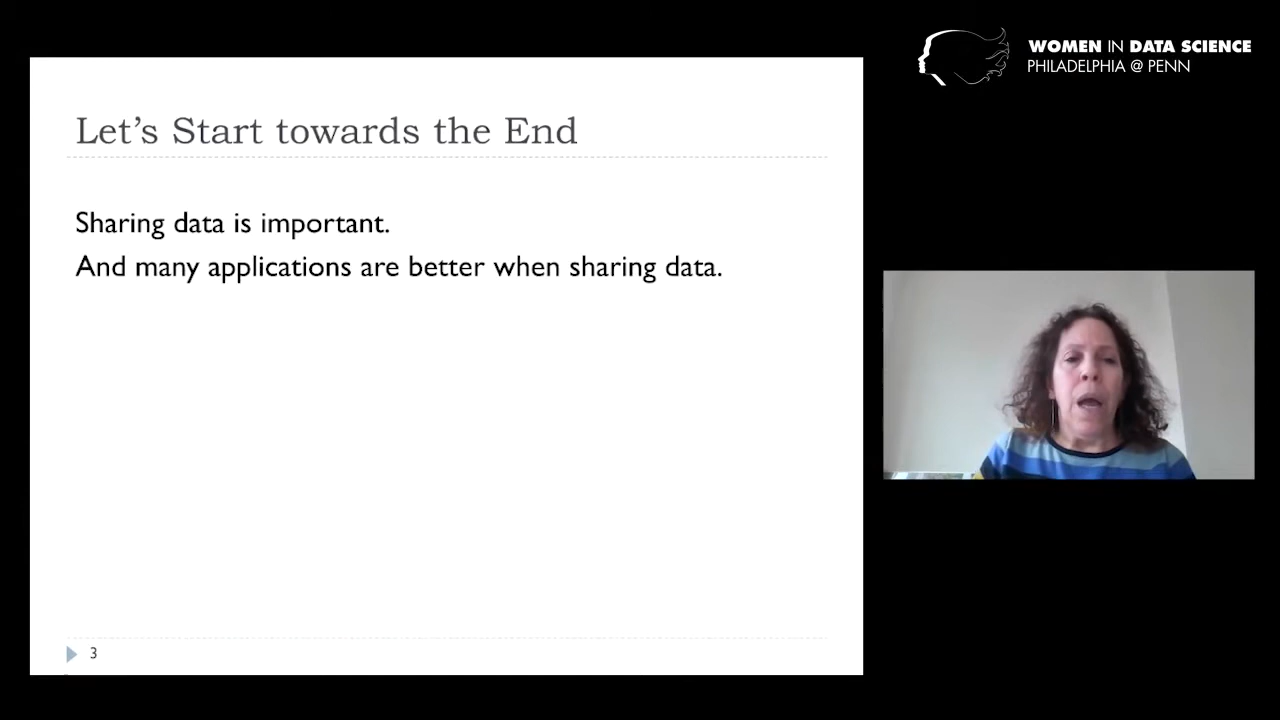 WOMEN IN DATA SCIENCE
PHILADELPHIA @ PENN
Let's Start towards the End
Sharing data is important.
And many applications are better when sharing data.
3